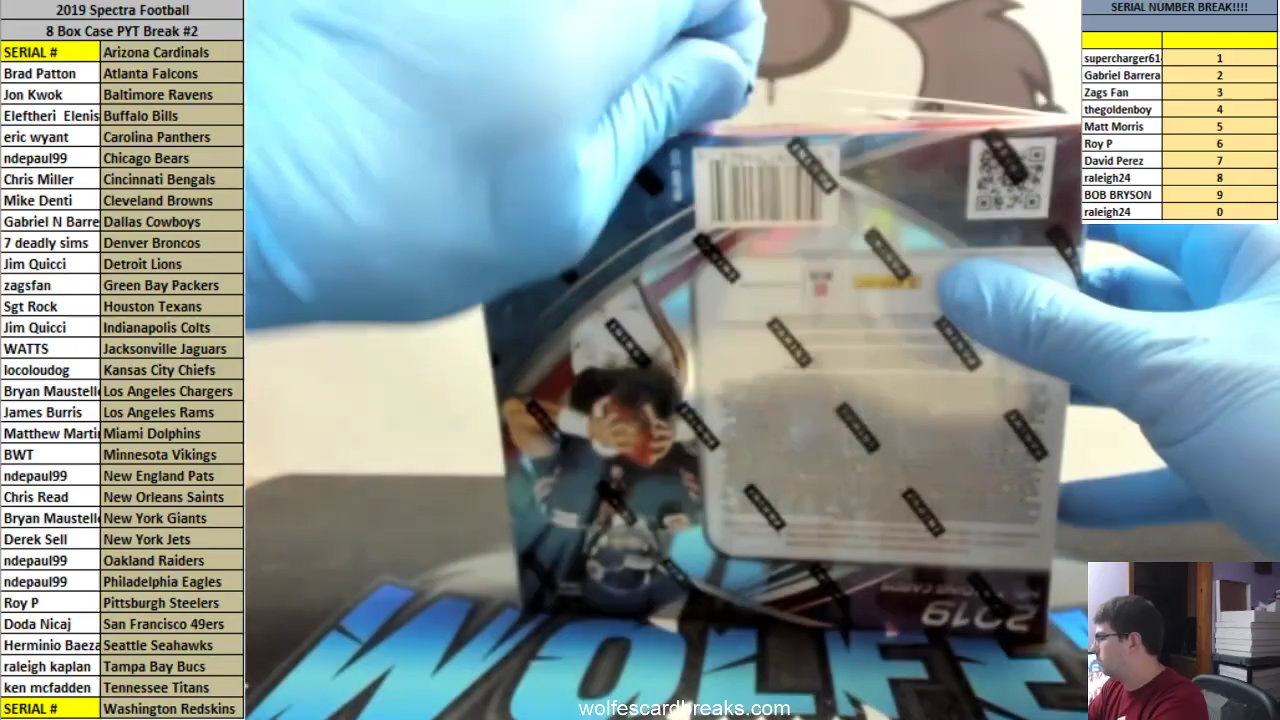 2019 Spectra Football
8 Box Case PYT Break #2
SERIAL # Arizona Cardinals
Brad Patton Atlanta Falcons
Jon Kwok Baltimore Ravens
Eleftheri Elenis Buffalo Bills
eric wyant Carolina Panthers
ndepaul99 Chicago Bears
Chris Miller Cincinnati Bengals
Mike Denti Cleveland Browns
Gabriel N Barre Dallas Cowboys
7 deadly sims Denver Broncos
Jim Quicci Detroit Lions
zagsfan Green Bay Packers
Sgt Rock Houston Texans
Jim Quicci Indianapolis Colts
WATTS Jacksonville Jaguars
locoloudog Kansas City Chiefs
Bryan Maustell Los Angeles Chargers
James Burris Los Angeles Rams
Matthew Marti Miami Dolphins
BWT Minnesota Vikings
ndepaul99 New England Pats
Chris Read New Orleans Saints
Bryan Maustell New York Giants
Derek Sell New York Jets
ndepaul99 Oakland Raiders
ndepaul99 Philadelphia Eagles
Roy P Pittsburgh Steelers
Doda Nicaj San Francisco 49ers
Herminio Baeza Seattle Seahawks
raleigh kaplan Tampa Bay Bucs
ken mcfadden Tennessee Titans
SERIAL # Washington Redskins
SERIAL NUMBER BREAK!!!!
supercharger61 1
Gabriel Barrera 2
Zags Fan 3
thegoldenboy 4
Matt Morris 5
Roy P 6
David Perez 7
raleigh24 8
BOB BRYSON 9
raleigh24 0
2019
WOLFE
wolfescardbreaks.com